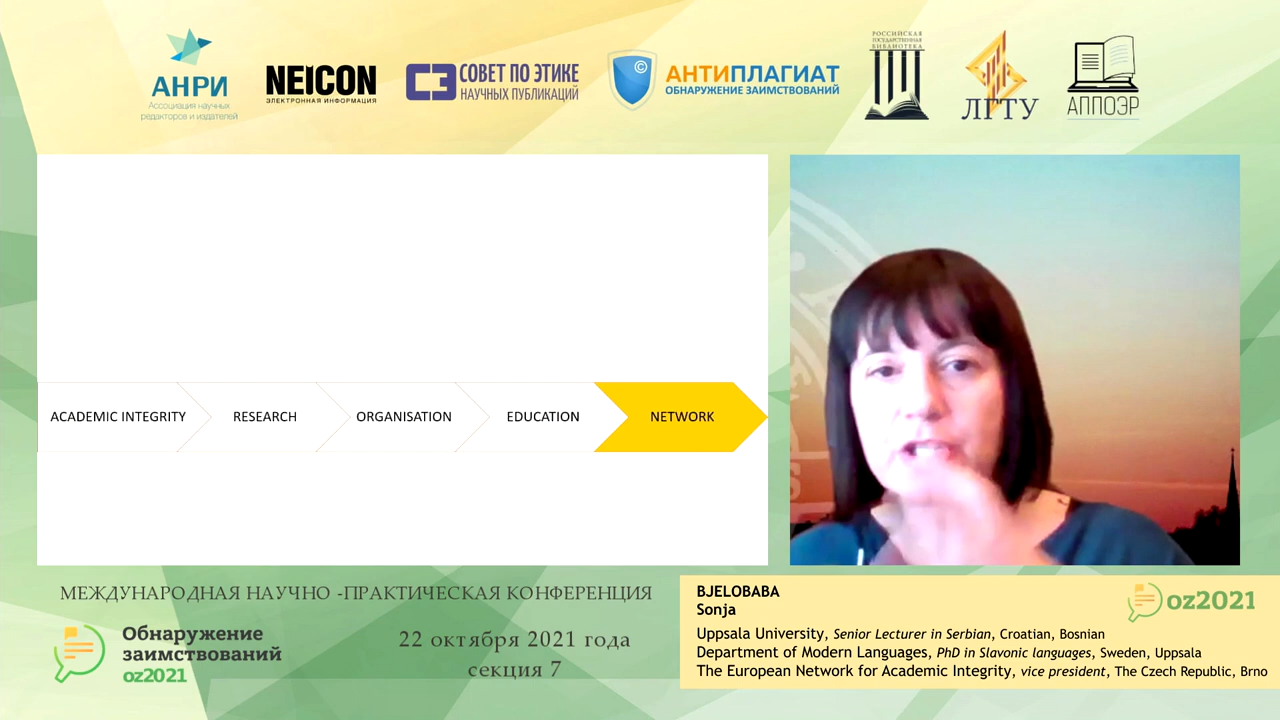 АНРИ
Ассоциация научных
редакторов и издателей
NEICON
ЭЛЕКТРОННАЯ ИНФОРМАЦИЯ
СЭ
СОВЕТ ПО ЭТИКЕ
НАУЧНЫХ ПУБЛИКАЦИЙ
©
АНТИПЛАГИАТ
ОБНАРУЖЕНИЕ ЗАИМСТВОВАНИЙ
РОССИЙСКАЯ
ГОСУДАРСТВЕННАЯ
БИБЛИОТЕКА
ЛГТУ
АППОЭР
ACADEMIC INTEGRITY
RESEARCH
ORGANISATION
EDUCATION
NETWORK
МЕЖДУНАРОДНАЯ НАУЧНО -ПРАКТИЧЕСКАЯ КОНФЕРЕНЦИЯ
Обнаружение
заимствований
oz2021
22 октября 2021 года
секция 7
BJELOBABA
Sonja
oz2021
Uppsala University, Senior Lecturer in Serbian, Croatian, Bosnian
Department of Modern Languages, PhD in Slavonic languages, Sweden, Uppsala
The European Network for Academic Integrity, vice president, The Czech Republic, Brno